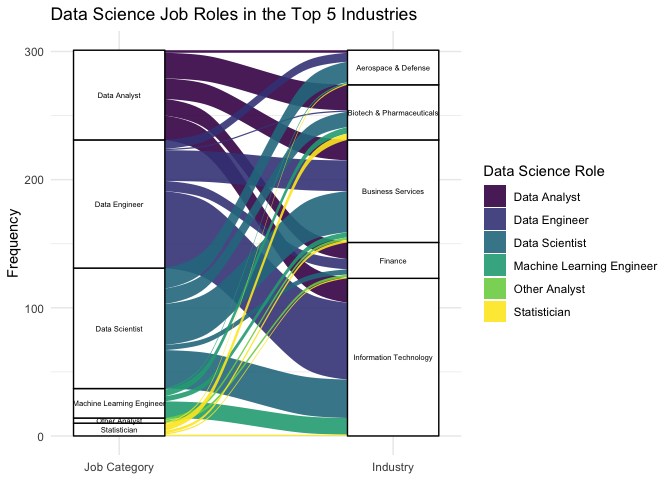 Data Science Job Roles in the Top 5 Industries
Frequency
300
200
100
0
Data Analyst
Data Engineer
Data Scientist
Machine Learning Engineer
Other Analyst
Statistician
Aerospace & Defense
Biotech & Pharmaceuticals
Business Services
Finance
Information Technology
Job Category
Industry
Data Science Role
Data Analyst
Data Engineer
Data Scientist
Machine Learning Engineer
Other Analyst
Statistician